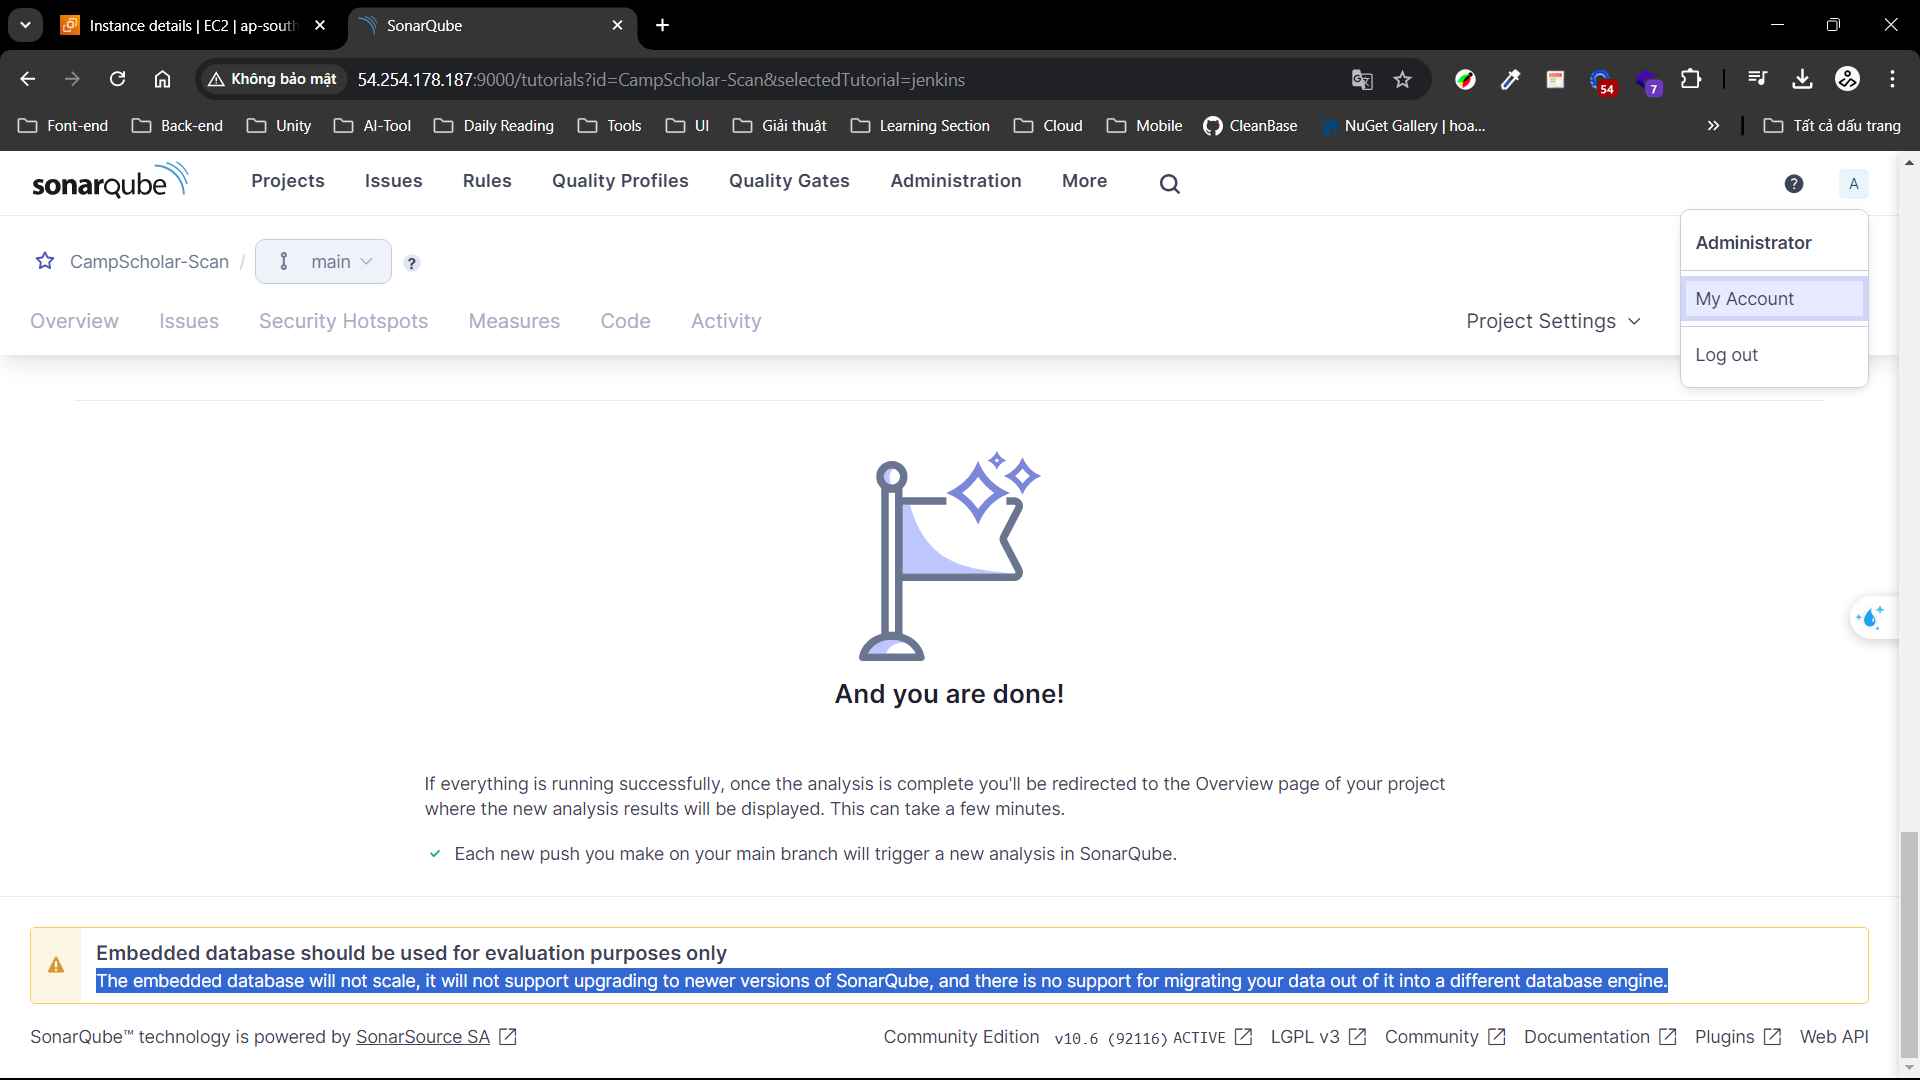 Instance details | EC2 | ap-south
SonarQube
Không bảo mật
54.254.178.187:9000/tutorials?id=CampScholar-Scan&selectedTutorial=jenkins
54
7
Font-end
Back-end
Unity
AI-Tool
Daily Reading
Tools
UI
Giải thuật
Learning Section
Cloud
Mobile
CleanBase
NuGet Gallery | hoa...
Tất cả dấu trang
sonarqube
Projects
Issues
Rules
Quality Profiles
Quality Gates
Administration
More
?
A
Administrator
My Account
Log out
CampScholar-Scan /
main
?
Overview
Issues
Security Hotspots
Measures
Code
Activity
Project Settings
And you are done!
If everything is running successfully, once the analysis is complete you'll be redirected to the Overview page of your project
where the new analysis results will be displayed. This can take a few minutes.
Each new push you make on your main branch will trigger a new analysis in SonarQube.
Embedded database should be used for evaluation purposes only
The embedded database will not scale, it will not support upgrading to newer versions of SonarQube, and there is no support for migrating your data out of it into a different database engine.
SonarQube™ technology is powered by SonarSource SA
Community Edition
v10.6 (92116) ACTIVE
LGPL v3
Community
Documentation
Plugins
Web API